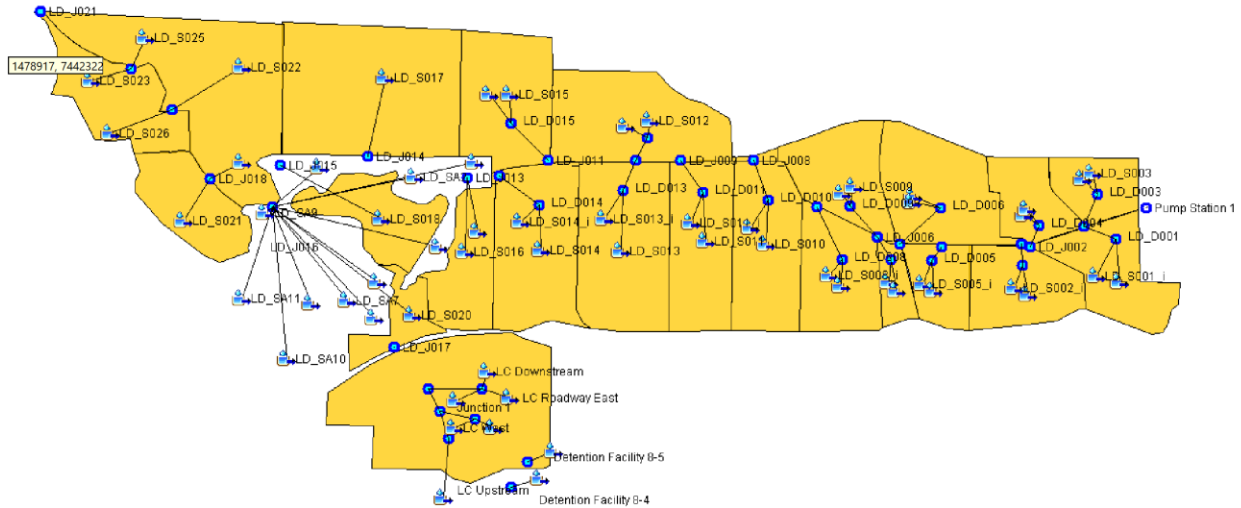 LD_J021
LD_S025
1478917, 7442322
LD_S023
LD_S022
LD_S017
LD_S015
LD_S012
LD_D015
LD_S026
LD_J015
LD_J014
LD_J011
LD_J009
LD_J008
LD_S003
LD_J018
LD_D013
LD_S009
LD_D003
LD_D010
LD_D006
LD_D014
LD_S021
LD_SA9
LD_S018
LD_S014_i
LD_S013_i
LD_D004
Pump Station 1
LD_J016
LD_S016
LD_S014
LD_S013
LD_S010
LD_J006
LD_J002
LD_D001
LD_D005
LD_S001_i
LD_S005_i
LD_S002_i
LD_SA11
LD_SA7
LD_S020
LD_J017
LD_SA10
LC Downstream
LC Roadway East
Junction 1
LC West
Detention Facility 8-5
LC Upstream
Detention Facility 8-4